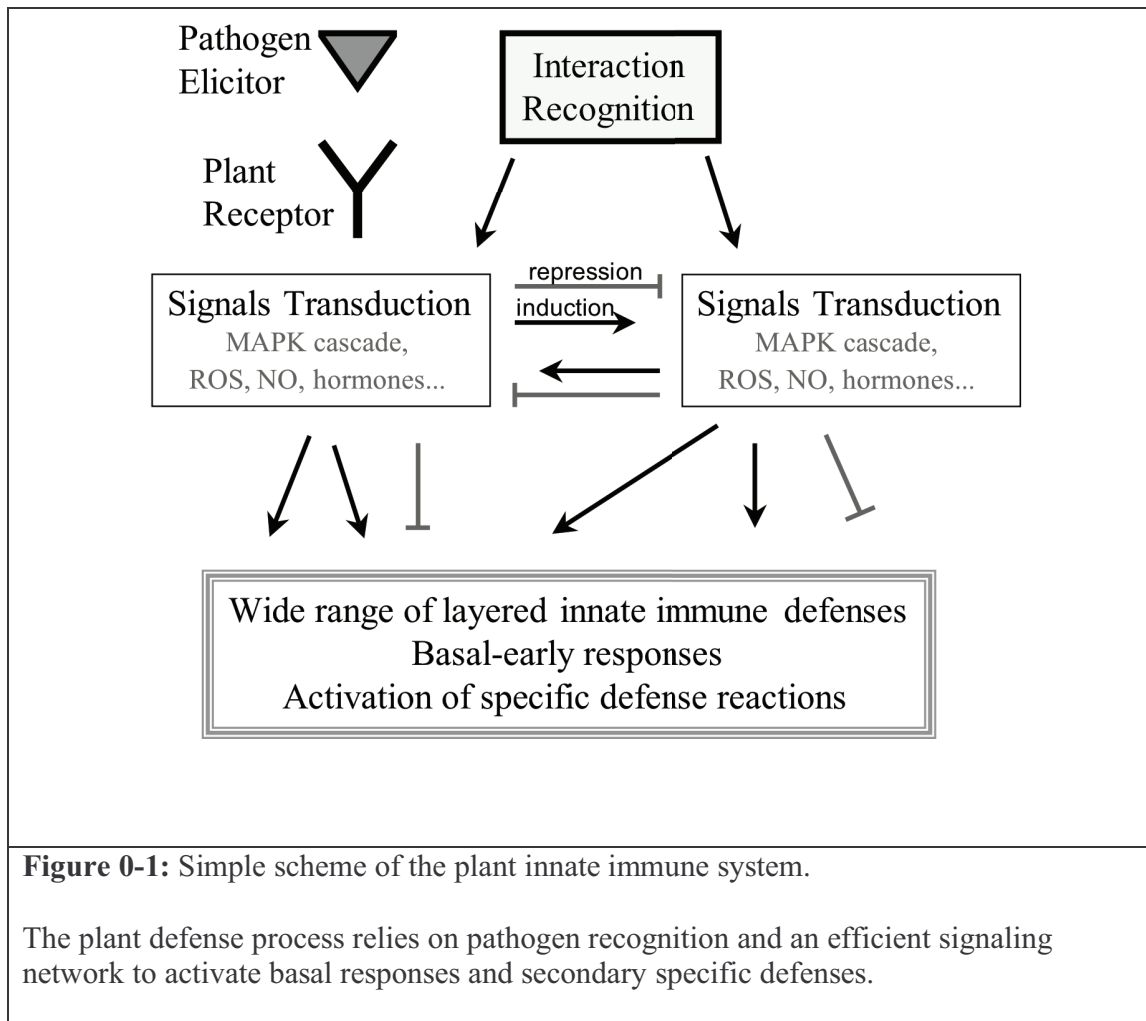 Pathogen
Elicitor
Interaction
Recognition
Plant
Receptor
repression
induction
Signals Transduction
MAPK cascade,
ROS, NO, hormones...
Signals Transduction
MAPK cascade,
ROS, NO, hormones...
Wide range of layered innate immune defenses
Basal-early responses
Activation of specific defense reactions
Figure 0-1: Simple scheme of the plant innate immune system.
The plant defense process relies on pathogen recognition and an efficient signaling
network to activate basal responses and secondary specific defenses.